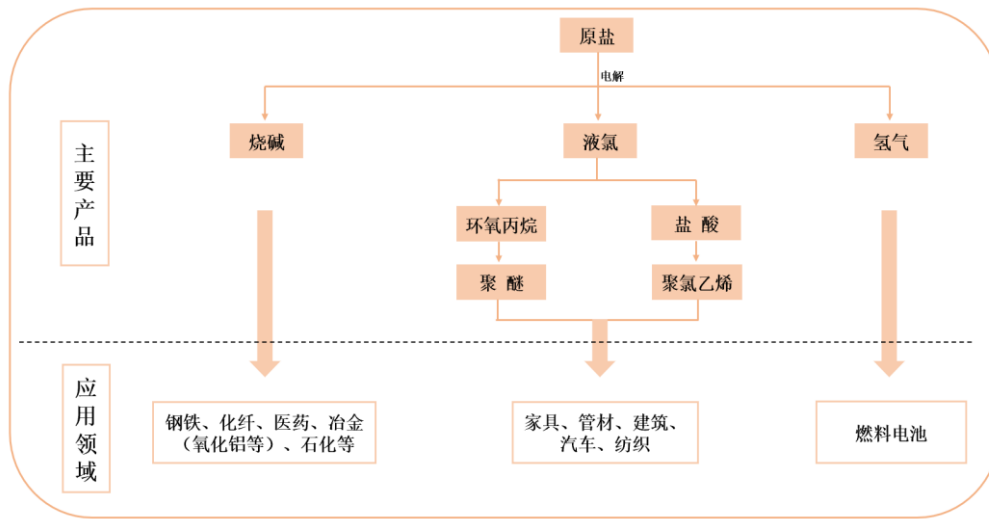 原盐
电解
主要产品
烧碱
液氯
氢气
环氧丙烷
盐 酸
聚 醚
聚氯乙烯
应用领域
钢铁、化纤、医药、冶金
（氧化铝等）、石化等
家具、管材、建筑、
汽车、纺织
燃料电池